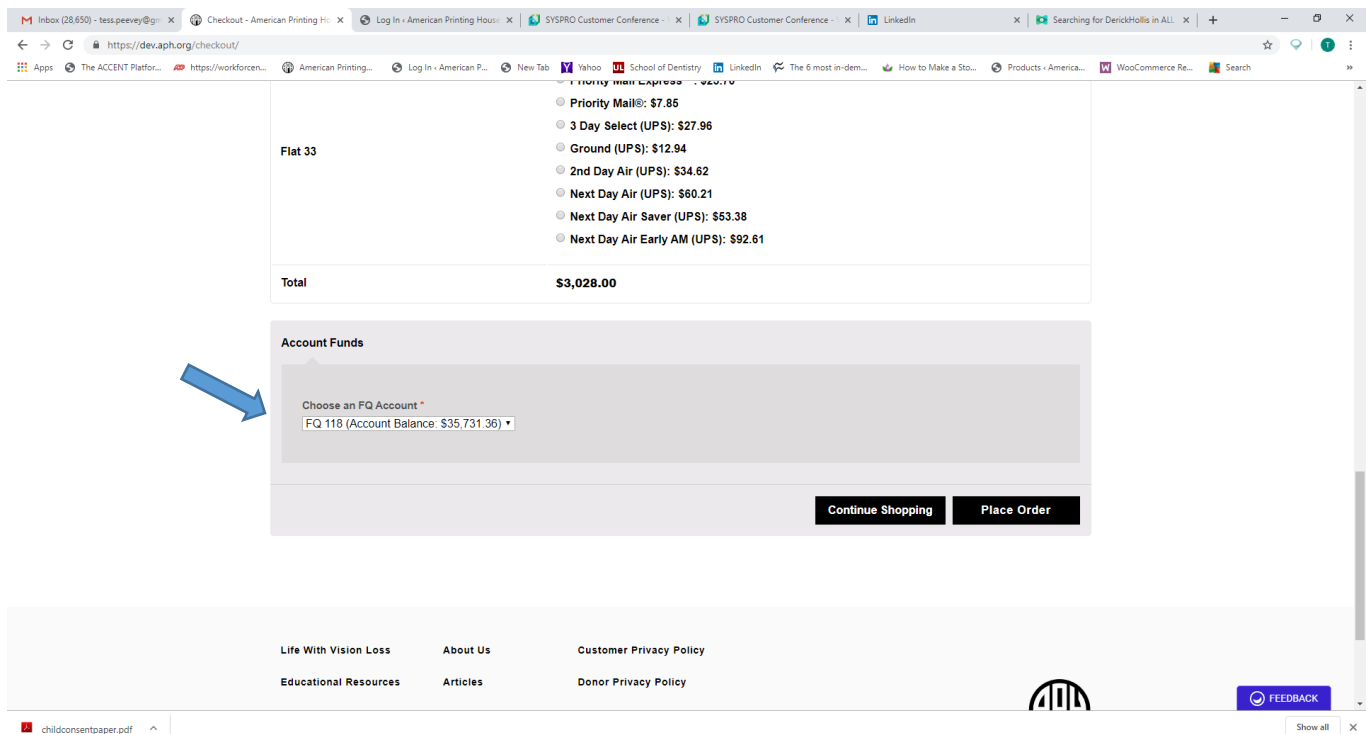 Inbox (28,650) - tess.peevey@gm
Checkout - American Printing Ho
Log In ‹ American Printing House
SYSPRO Customer Conference -
SYSPRO Customer Conference -
LinkedIn
Searching for DerickHollis in ALL
https://dev.aph.org/checkout/
Apps
The ACCENT Platfor...
https://workforcen...
American Printing...
Log In ‹ American P...
New Tab
Yahoo
School of Dentistry
LinkedIn
The 6 most in-dem...
How to Make a Sto...
Products ‹ America...
WooCommerce Re...
Search
»
Priority Mail Express
Priority Mail®: $7.85
3 Day Select (UPS): $27.96
Flat 33
Ground (UPS): $12.94
2nd Day Air (UPS): $34.62
Next Day Air (UPS): $60.21
Next Day Air Saver (UPS): $53.38
Next Day Air Early AM (UPS): $92.61
Total $3,028.00
Account Funds
Choose an FQ Account *
FQ 118 (Account Balance: $35,731.36)
Continue Shopping Place Order
Life With Vision Loss About Us Customer Privacy Policy
Educational Resources Articles Donor Privacy Policy
FEEDBACK
childconsentpaper.pdf
Show all